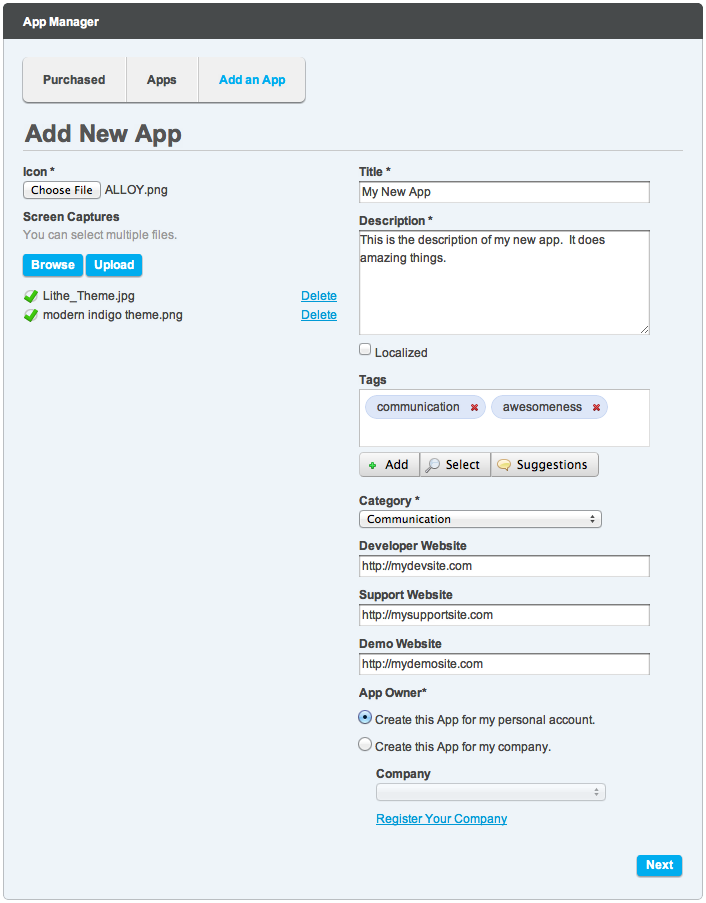 App Manager
Purchased
Apps
Add an App
Add New App
Icon *
Choose File ALLOY.png
Screen Captures
You can select multiple files.
Browse
Upload
Lithe_Theme.jpg Delete
modern indigo theme.png Delete
Title *
My New App
Description *
This is the description of my new app. It does
amazing things.
Localized
Tags
communication
awesomeness
Add
Select
Suggestions
Category *
Communication
Developer Website
http://mydevsite.com
Support Website
http://mysupportsite.com
Demo Website
http://mydemosite.com
App Owner*
Create this App for my personal account.
Create this App for my company.
Company
Register Your Company
Next